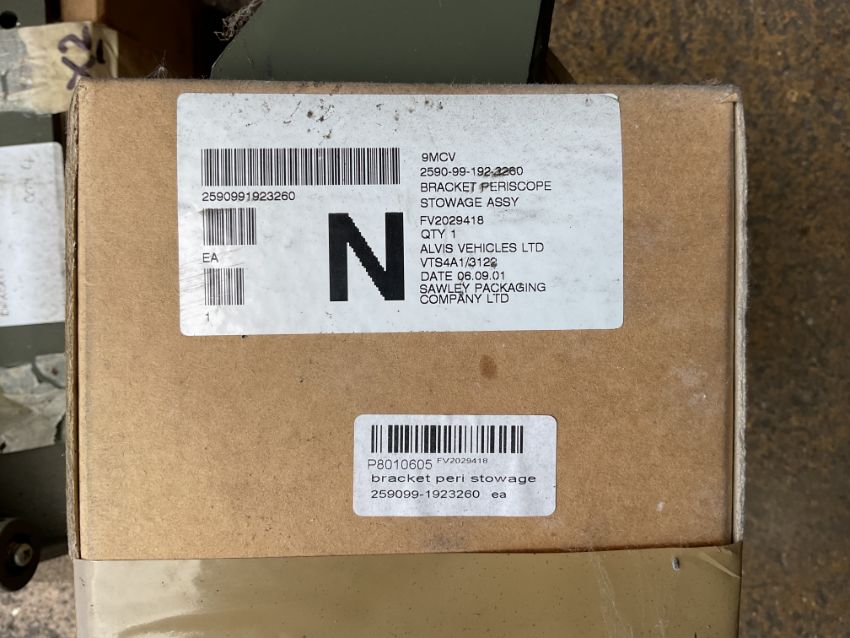 X2
9MCV
2590-99-192-3260
BRACKET PERISCOPE
STOWAGE ASSY
FV2029418
QTY 1
ALVIS VEHICLES LTD
VTS4A1/3122
DATE 06.09.01
SAWLEY PACKAGING
COMPANY LTD
2590991923260
EA
1
N
P8010605 FV2029418
bracket peri stowage
259099-1923260 ea